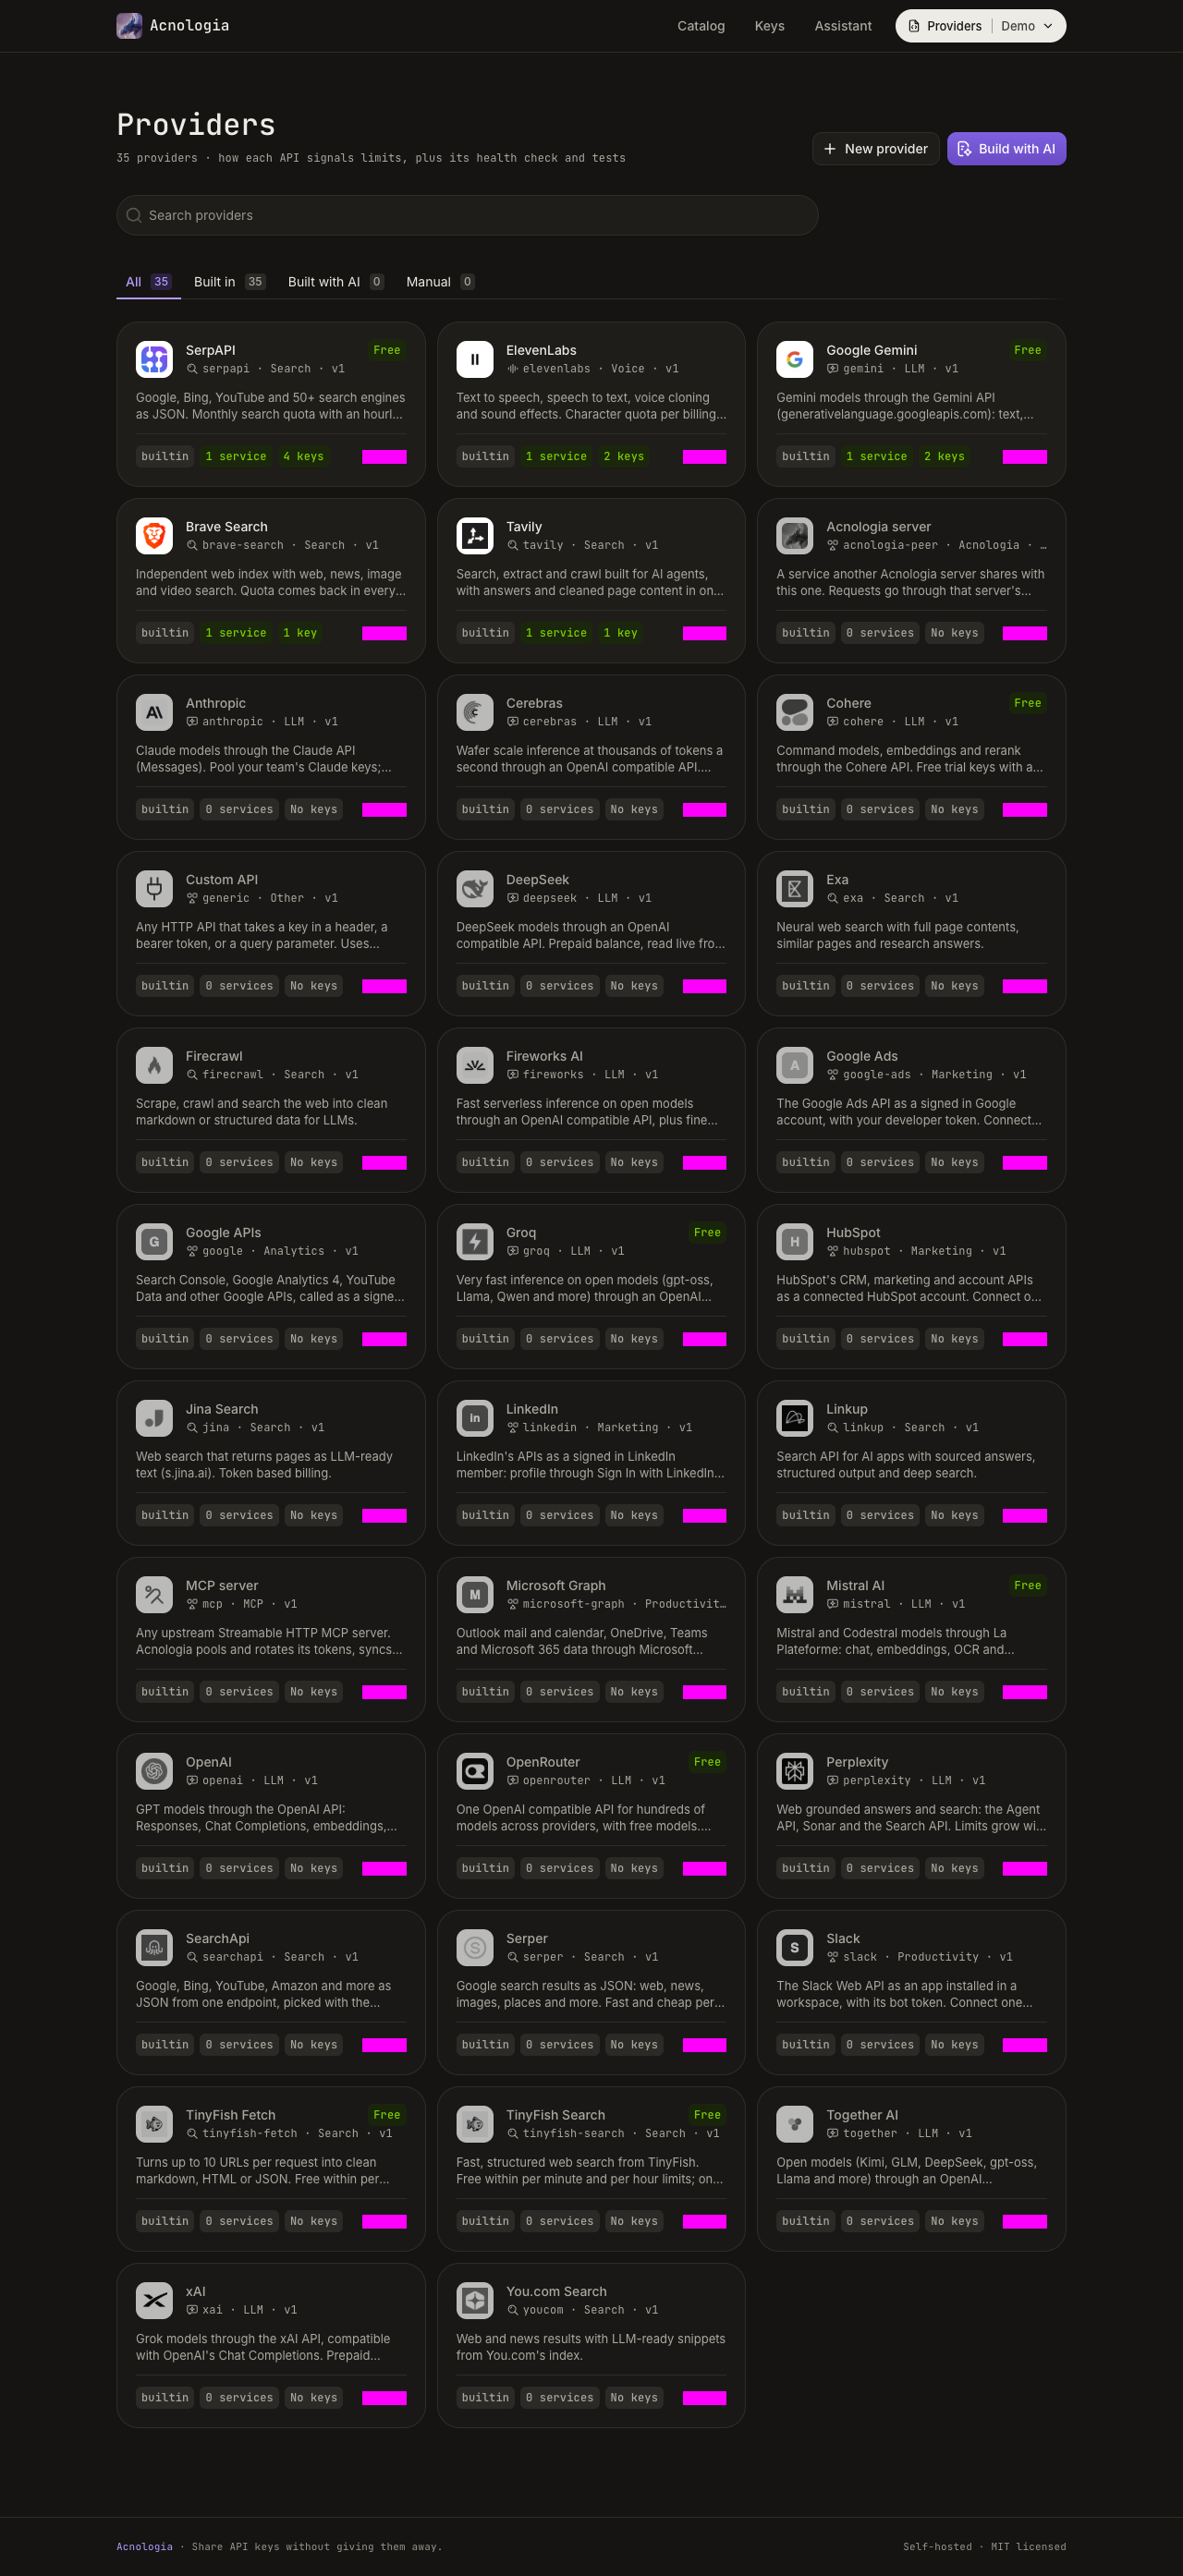 Acnologia
Catalog
Keys
Assistant
Providers
Demo
Providers
35 providers · how each API signals limits, plus its health check and tests
New provider
Build with AI
Search providers
All 35
Built in 35
Built with AI 0
Manual 0
SerpAPI
Free
serpapi · Search · v1
Google, Bing, YouTube and 50+ search engines
as JSON. Monthly search quota with an hourl...
builtin 1 service 4 keys
ElevenLabs
elevenlabs · Voice · v1
Text to speech, speech to text, voice cloning
and sound effects. Character quota per billing...
builtin 1 service 2 keys
Google Gemini
Free
gemini · LLM · v1
Gemini models through the Gemini API
(generativelanguage.googleapis.com): text,...
builtin 1 service 2 keys
Brave Search
brave-search · Search · v1
Independent web index with web, news, image
and video search. Quota comes back in every...
builtin 1 service 1 key
Tavily
tavily · Search · v1
Search, extract and crawl built for AI agents,
with answers and cleaned page content in on...
builtin 1 service 1 key
Acnologia server
acnologia-peer · Acnologia · …
A service another Acnologia server shares with
this one. Requests go through that server's...
builtin 0 services No keys
Anthropic
anthropic · LLM · v1
Claude models through the Claude API
(Messages). Pool your team's Claude keys;...
builtin 0 services No keys
Cerebras
cerebras · LLM · v1
Wafer scale inference at thousands of tokens a
second through an OpenAI compatible API....
builtin 0 services No keys
Cohere
Free
cohere · LLM · v1
Command models, embeddings and rerank
through the Cohere API. Free trial keys with a...
builtin 0 services No keys
Custom API
generic · Other · v1
Any HTTP API that takes a key in a header, a
bearer token, or a query parameter. Uses...
builtin 0 services No keys
DeepSeek
deepseek · LLM · v1
DeepSeek models through an OpenAI
compatible API. Prepaid balance, read live fro...
builtin 0 services No keys
Exa
exa · Search · v1
Neural web search with full page contents,
similar pages and research answers.
builtin 0 services No keys
Firecrawl
firecrawl · Search · v1
Scrape, crawl and search the web into clean
markdown or structured data for LLMs.
builtin 0 services No keys
Fireworks AI
fireworks · LLM · v1
Fast serverless inference on open models
through an OpenAI compatible API, plus fine...
builtin 0 services No keys
A
Google Ads
google-ads · Marketing · v1
The Google Ads API as a signed in Google
account, with your developer token. Connect...
builtin 0 services No keys
G
Google APIs
google · Analytics · v1
Search Console, Google Analytics 4, YouTube
Data and other Google APIs, called as a signe...
builtin 0 services No keys
Groq
Free
groq · LLM · v1
Very fast inference on open models (gpt-oss,
Llama, Qwen and more) through an OpenAI...
builtin 0 services No keys
H
HubSpot
hubspot · Marketing · v1
HubSpot's CRM, marketing and account APIs
as a connected HubSpot account. Connect o...
builtin 0 services No keys
Jina Search
jina · Search · v1
Web search that returns pages as LLM-ready
text (s.jina.ai). Token based billing.
builtin 0 services No keys
in
LinkedIn
linkedin · Marketing · v1
LinkedIn's APIs as a signed in LinkedIn
member: profile through Sign In with LinkedIn...
builtin 0 services No keys
Linkup
linkup · Search · v1
Search API for AI apps with sourced answers,
structured output and deep search.
builtin 0 services No keys
MCP server
mcp · MCP · v1
Any upstream Streamable HTTP MCP server.
Acnologia pools and rotates its tokens, syncs...
builtin 0 services No keys
M
Microsoft Graph
microsoft-graph · Productivit…
Outlook mail and calendar, OneDrive, Teams
and Microsoft 365 data through Microsoft...
builtin 0 services No keys
Mistral AI
Free
mistral · LLM · v1
Mistral and Codestral models through La
Plateforme: chat, embeddings, OCR and...
builtin 0 services No keys
OpenAI
openai · LLM · v1
GPT models through the OpenAI API:
Responses, Chat Completions, embeddings,...
builtin 0 services No keys
OpenRouter
Free
openrouter · LLM · v1
One OpenAI compatible API for hundreds of
models across providers, with free models....
builtin 0 services No keys
Perplexity
perplexity · LLM · v1
Web grounded answers and search: the Agent
API, Sonar and the Search API. Limits grow wi...
builtin 0 services No keys
SearchApi
searchapi · Search · v1
Google, Bing, YouTube, Amazon and more as
JSON from one endpoint, picked with the...
builtin 0 services No keys
Serper
serper · Search · v1
Google search results as JSON: web, news,
images, places and more. Fast and cheap per...
builtin 0 services No keys
S
Slack
slack · Productivity · v1
The Slack Web API as an app installed in a
workspace, with its bot token. Connect one...
builtin 0 services No keys
TinyFish Fetch
Free
tinyfish-fetch · Search · v1
Turns up to 10 URLs per request into clean
markdown, HTML or JSON. Free within per...
builtin 0 services No keys
TinyFish Search
Free
tinyfish-search · Search · v1
Fast, structured web search from TinyFish.
Free within per minute and per hour limits; on...
builtin 0 services No keys
Together AI
together · LLM · v1
Open models (Kimi, GLM, DeepSeek, gpt-oss,
Llama and more) through an OpenAI...
builtin 0 services No keys
xAI
xai · LLM · v1
Grok models through the xAI API, compatible
with OpenAI's Chat Completions. Prepaid...
builtin 0 services No keys
You.com Search
youcom · Search · v1
Web and news results with LLM-ready snippets
from You.com's index.
builtin 0 services No keys
Acnologia · Share API keys without giving them away.
Self-hosted · MIT licensed